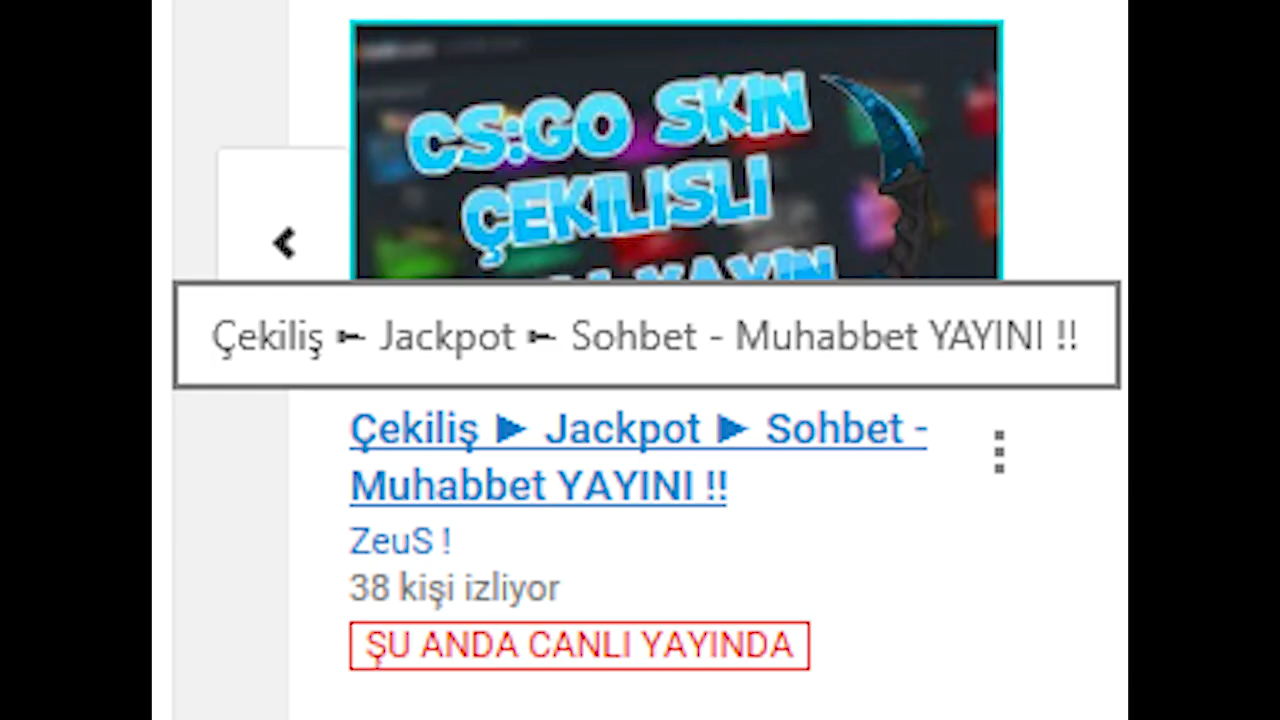 CS:GO SKIN
ÇEKILISLI
YAYIN
Çekiliş ► Jackpot ► Sohbet - Muhabbet YAYINI !!
Çekiliş ► Jackpot ► Sohbet -
Muhabbet YAYINI !!
ZeuS !
38 kişi izliyor
ŞU ANDA CANLI YAYINDA